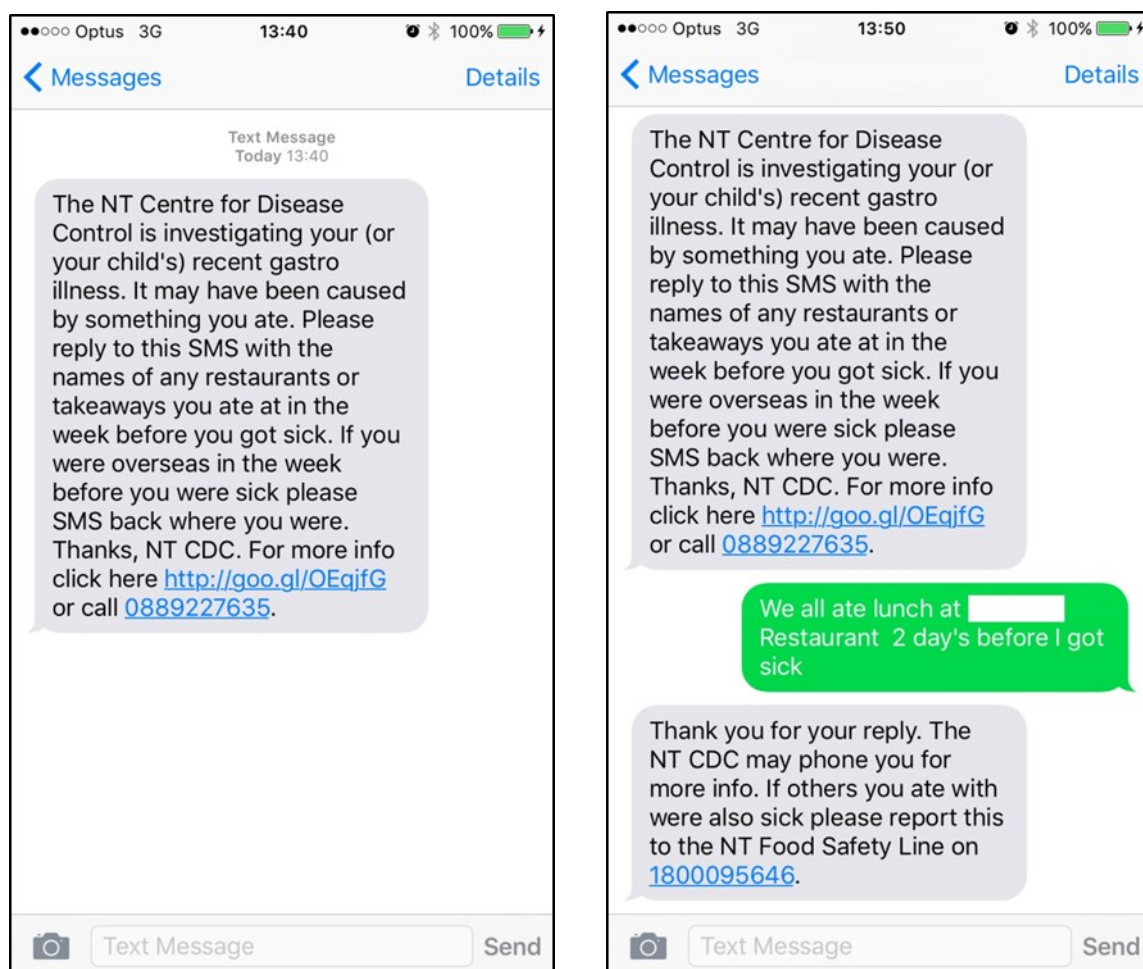 Optus 3G 13:40 100%
Messages Details
Text Message
Today 13:40
The NT Centre for Disease
Control is investigating your (or
your child's) recent gastro
illness. It may have been caused
by something you ate. Please
reply to this SMS with the
names of any restaurants or
takeaways you ate at in the
week before you got sick. If you
were overseas in the week
before you were sick please
SMS back where you were.
Thanks, NT CDC. For more info
click here http://goo.gl/OEqjfG
or call 0889227635.
Text Message Send
Optus 3G 13:50 100%
Messages Details
The NT Centre for Disease
Control is investigating your (or
your child's) recent gastro
illness. It may have been caused
by something you ate. Please
reply to this SMS with the
names of any restaurants or
takeaways you ate at in the
week before you got sick. If you
were overseas in the week
before you were sick please
SMS back where you were.
Thanks, NT CDC. For more info
click here http://goo.gl/OEqjfG
or call 0889227635.
We all ate lunch at
Restaurant 2 day's before I got
sick
Thank you for your reply. The
NT CDC may phone you for
more info. If others you ate with
were also sick please report this
to the NT Food Safety Line on
1800095646.
Text Message Send